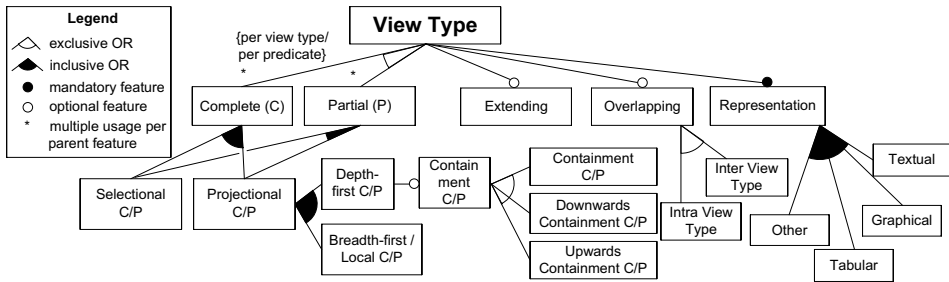 Legend
exclusive OR
inclusive OR
mandatory feature
optional feature
* multiple usage per
parent feature
View Type
{per view type/
per predicate}
*
*
Complete (C)
Partial (P)
Extending
Overlapping
Representation
Selectional
C/P
Projectional
C/P
Depth-
first C/P
Breadth-first /
Local C/P
Contain
ment
C/P
Containment
C/P
Downwards
Containment C/P
Upwards
Containment C/P
Inter View
Type
Intra View
Type
Textual
Graphical
Other
Tabular